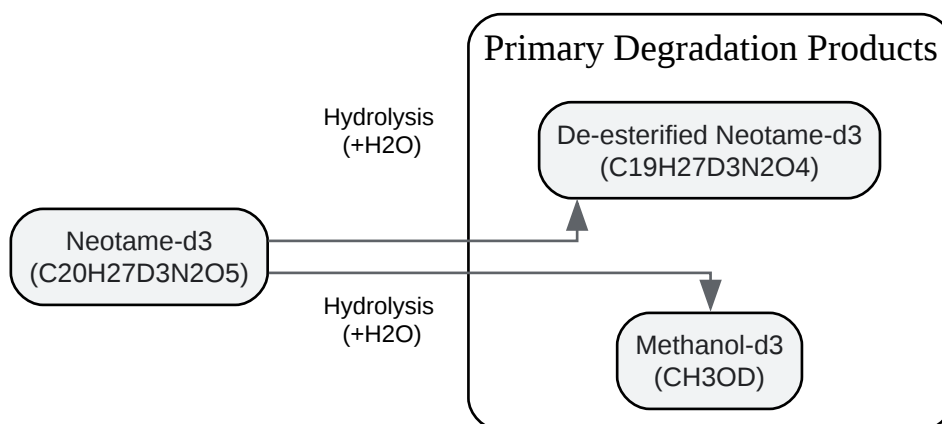 Primary Degradation Products
Hydrolysis
(+H2O)
De-esterified Neotame-d3
(C19H27D3N2O4)
Neotame-d3
(C20H27D3N2O5)
Hydrolysis
(+H2O)
Methanol-d3
(CH3OD)